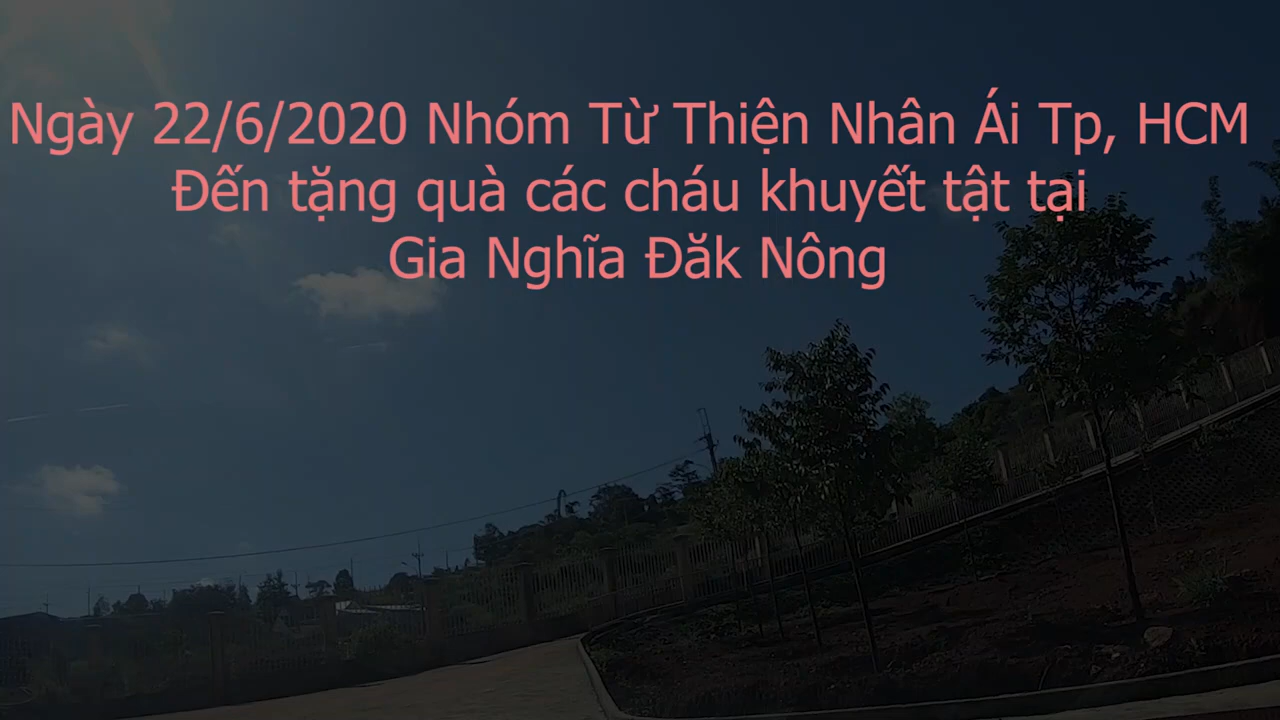 Ngày 22/6/2020 Nhóm Từ Thiện Nhân Ái Tp, HCM
Đến tặng quà các cháu khuyết tật tại
Gia Nghĩa Đăk Nông